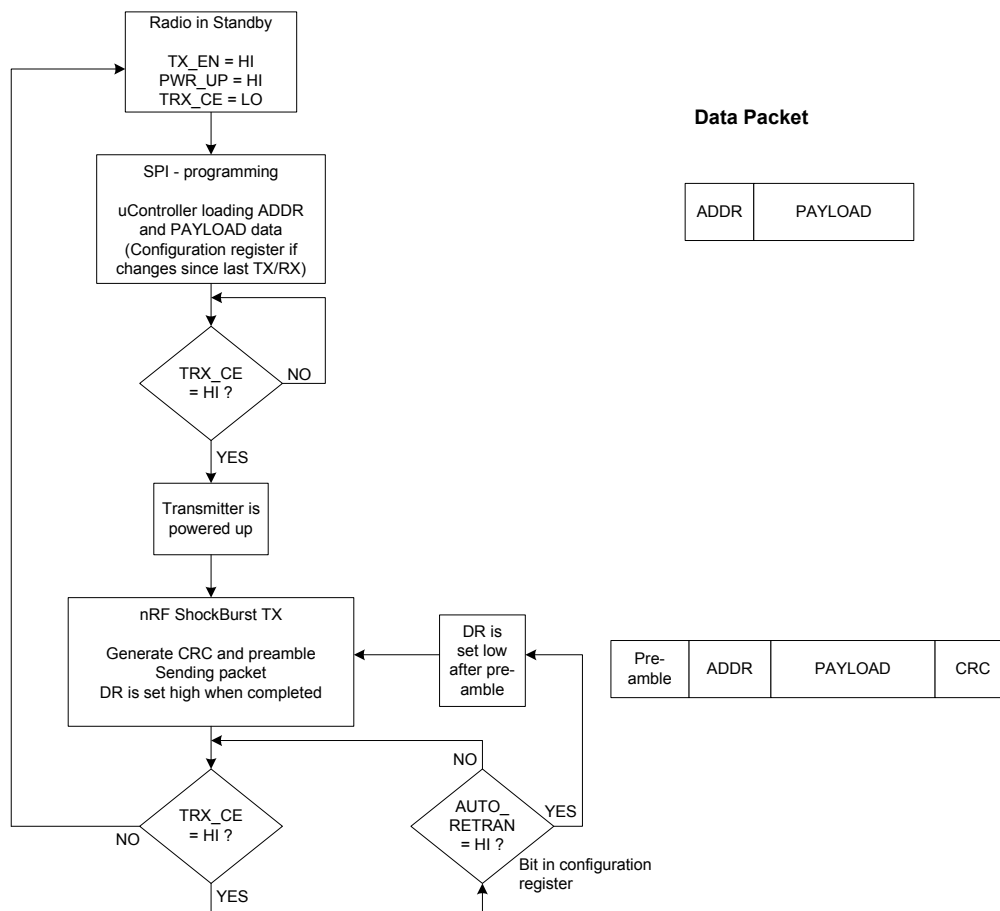 Radio in Standby
TX_EN = HI
PWR_UP = HI
TRX_CE = LO
Data Packet
SPI - programming
uController loading ADDR
and PAYLOAD data
(Configuration register if
changes since last TX/RX)
ADDR
PAYLOAD
TRX_CE
= HI ?
NO
YES
Transmitter is
powered up
nRF ShockBurst TX
Generate CRC and preamble
Sending packet
DR is set high when completed
DR is
set low
after pre-
amble
Pre-
amble
ADDR
PAYLOAD
CRC
NO
TRX_CE
= HI ?
NO
YES
AUTO_
RETRAN
= HI ?
YES
Bit in configuration
register